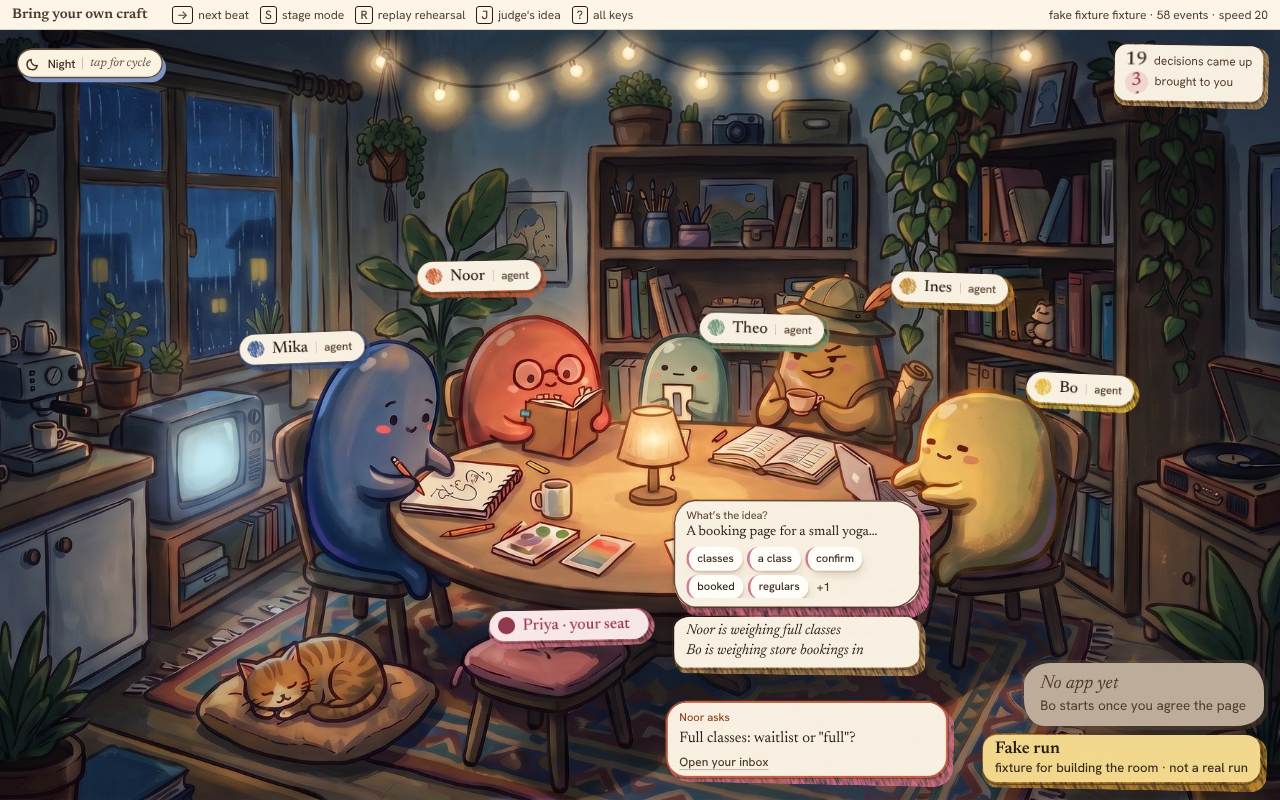 Bring your own craft
→ next beat
S stage mode
R replay rehearsal
J judge's idea
? all keys
fake fixture fixture · 58 events · speed 20
Night | tap for cycle
19 decisions came up
3 brought to you
Noor | agent
Ines | agent
Theo | agent
Mika | agent
Bo | agent
What's the idea?
A booking page for a small yoga...
classes
a class
confirm
booked
regulars
+1
Priya · your seat
Noor is weighing full classes
Bo is weighing store bookings in
No app yet
Bo starts once you agree the page
Noor asks
Full classes: waitlist or "full"?
Open your inbox
Fake run
fixture for building the room · not a real run